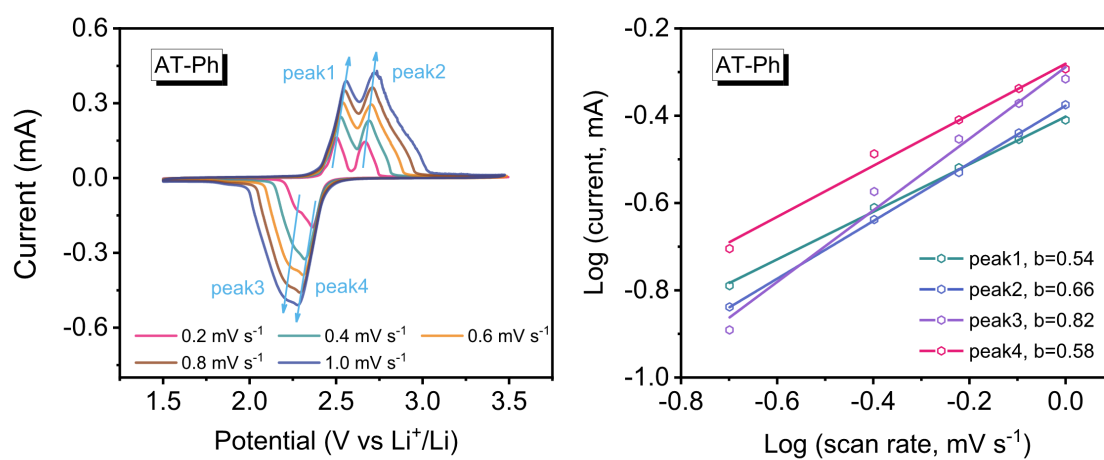 0.6
0.3
0.0
-0.3
-0.6
Current (mA)
AT-Ph
peak1
peak2
peak3
peak4
0.2 mV s⁻¹
0.4 mV s⁻¹
0.6 mV s⁻¹
0.8 mV s⁻¹
1.0 mV s⁻¹
1.5
2.0
2.5
3.0
3.5
Potential (V vs Li⁺/Li)
-0.2
-0.4
-0.6
-0.8
-1.0
Log (current, mA)
AT-Ph
peak1, b=0.54
peak2, b=0.66
peak3, b=0.82
peak4, b=0.58
-0.8
-0.6
-0.4
-0.2
0.0
Log (scan rate, mV s⁻¹)